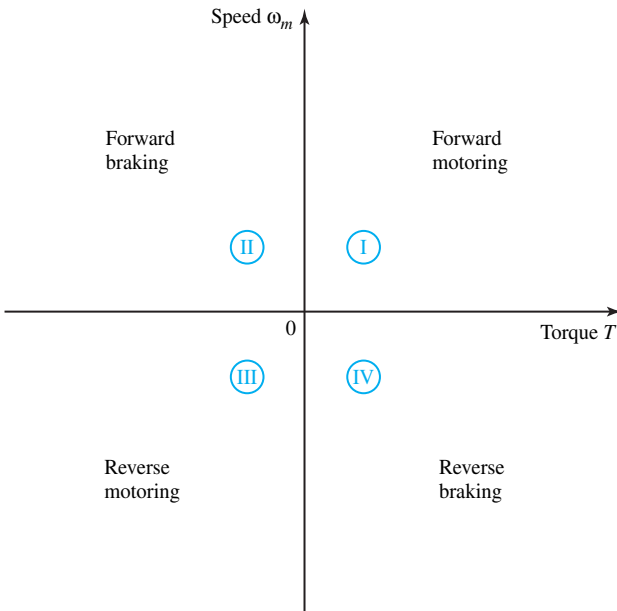 Speed ωm
Forward
braking
Forward
motoring
II
I
0
Torque T
III
IV
Reverse
motoring
Reverse
braking